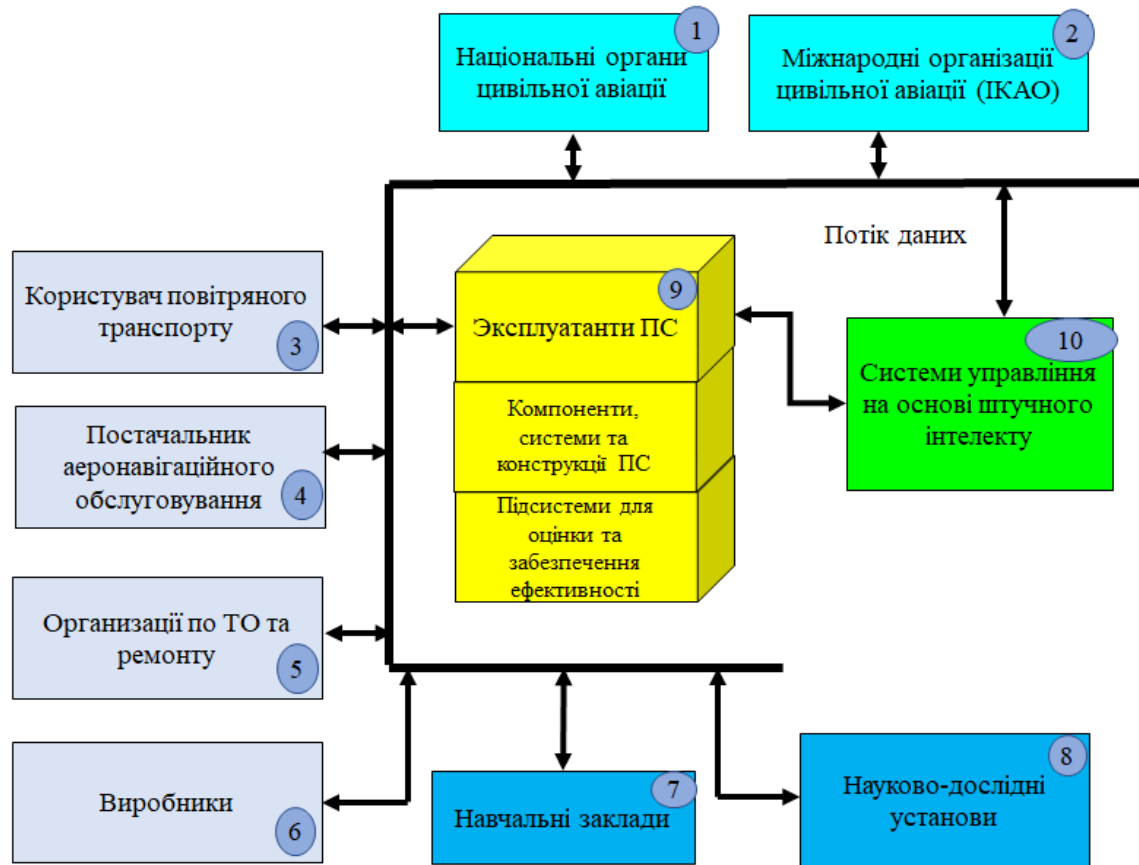 1
Національні органи
цивільної авіації
2
Міжнародні організації
цивільної авіації (ІКАО)
Потік даних
Користувач повітряного
транспорту
3
9
Эксплуатанти ПС
10
Системи управління
на основі штучного
інтелекту
Компоненти,
системи та
конструкції ПС
Постачальник
аеронавігаційного
обслуговування
4
Підсистеми для
оцінки та
забезпечення
ефективності
Организації по ТО та
ремонту
5
Виробники
6
7
Навчальні заклади
8
Науково-дослідні
установи